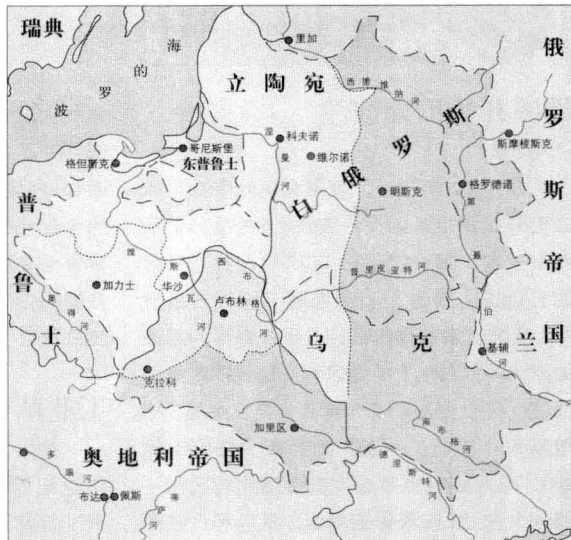 瑞典
波罗的海
里加
俄罗斯帝国
立陶宛
西德维纳河
科夫诺
涅曼河
维尔诺
白俄罗斯
斯摩棱斯克
哥尼斯堡
格但斯克
东普鲁士
明斯克
格罗德诺
第聂伯河
普鲁士
维斯瓦河
西布格河
普里皮亚特河
加力士
华沙
卢布林
奥得河
乌克兰
基辅
克拉科
加里区
南布格河
德涅斯特河
奥地利帝国
多瑙河
布达
佩斯
蒂萨河